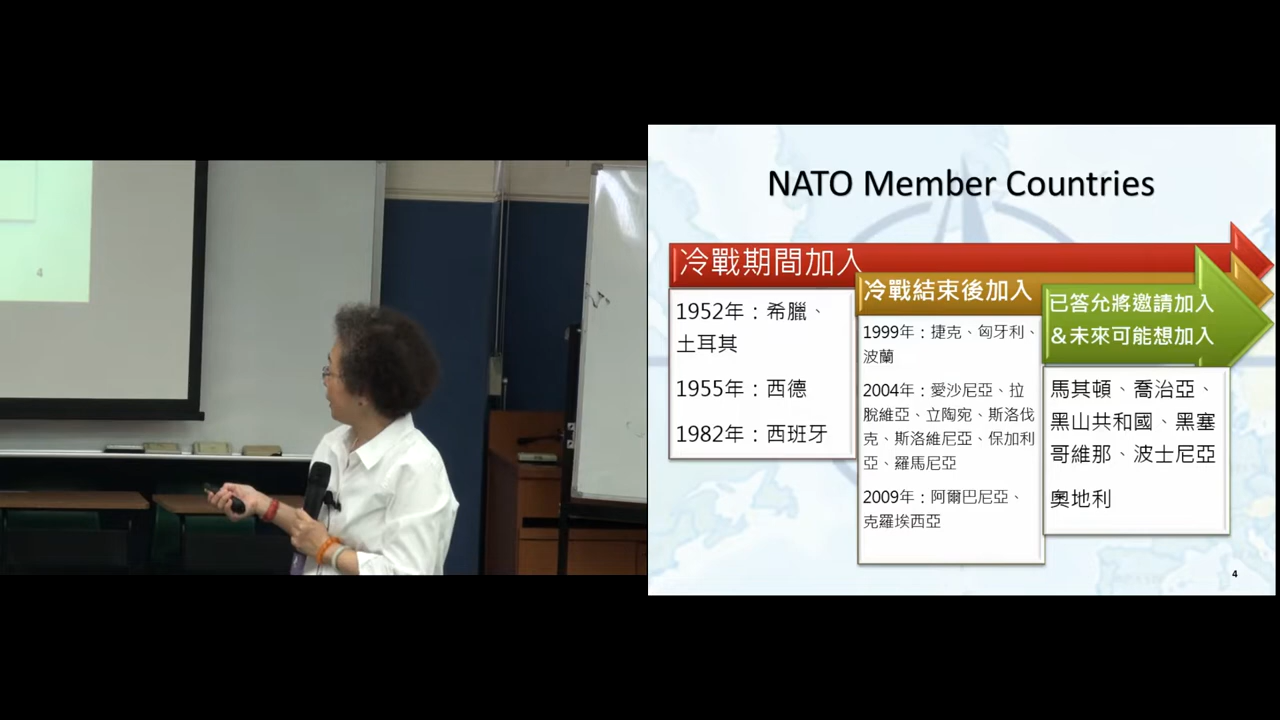 4
NATO Member Countries
冷戰期間加入
1952年：希臘、
土耳其
1955年：西德
1982年：西班牙
冷戰結束後加入
1999年：捷克、匈牙利、
波蘭
2004年：愛沙尼亞、拉
脫維亞、立陶宛、斯洛伐
克、斯洛維尼亞、保加利
亞、羅馬尼亞
2009年：阿爾巴尼亞、
克羅埃西亞
已答允將邀請加入
＆未來可能想加入
馬其頓、喬治亞、
黑山共和國、黑塞
哥維那、波士尼亞
奧地利
4